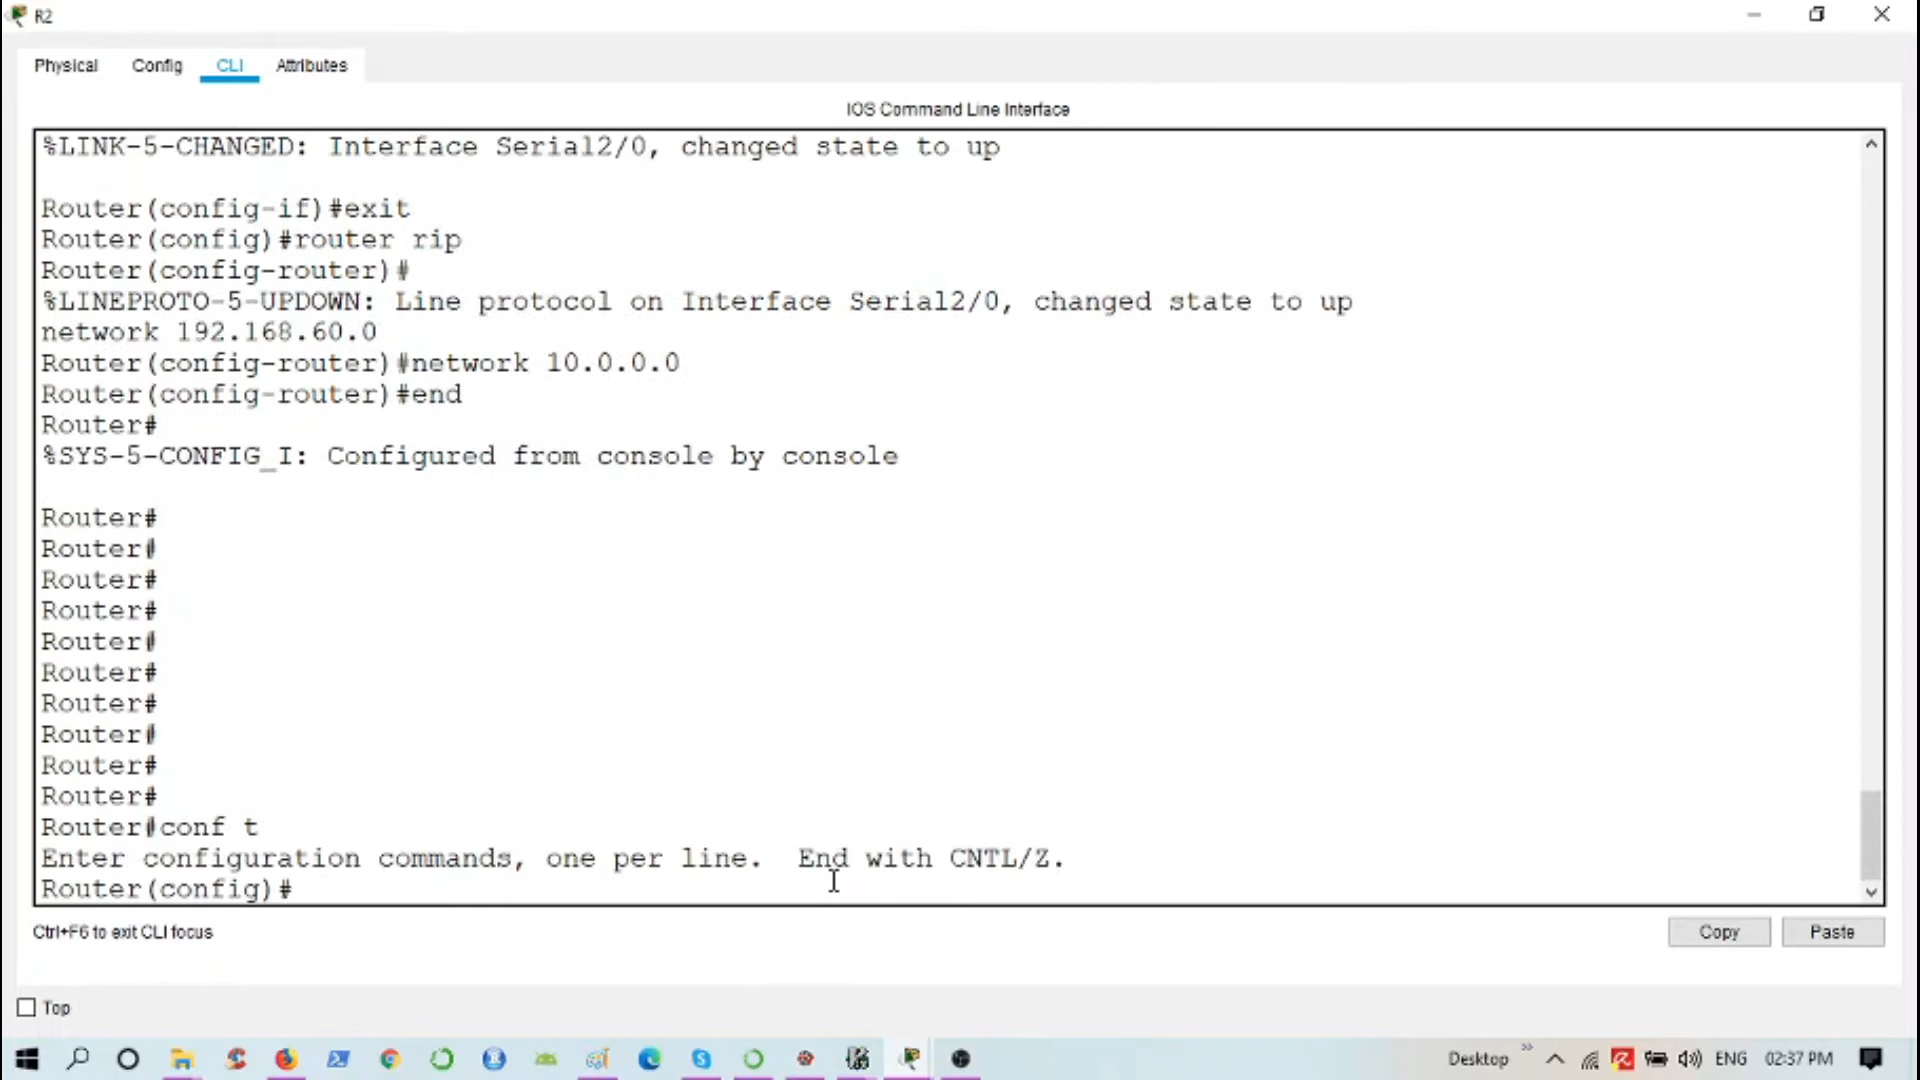 R2
Physical Config CLI Attributes
IOS Command Line Interface
%LINK-5-CHANGED: Interface Serial2/0, changed state to up
Router(config-if)#exit
Router(config)#router rip
Router(config-router)#
%LINEPROTO-5-UPDOWN: Line protocol on Interface Serial2/0, changed state to up
network 192.168.60.0
Router(config-router)#network 10.0.0.0
Router(config-router)#end
Router#
%SYS-5-CONFIG_I: Configured from console by console
Router#
Router#
Router#
Router#
Router#
Router#
Router#
Router#
Router#
Router#
Router#conf t
Enter configuration commands, one per line.  End with CNTL/Z.
Router(config)#
Ctrl+F6 to exit CLI focus
Copy Paste
Top
Desktop ENG 02:37 PM